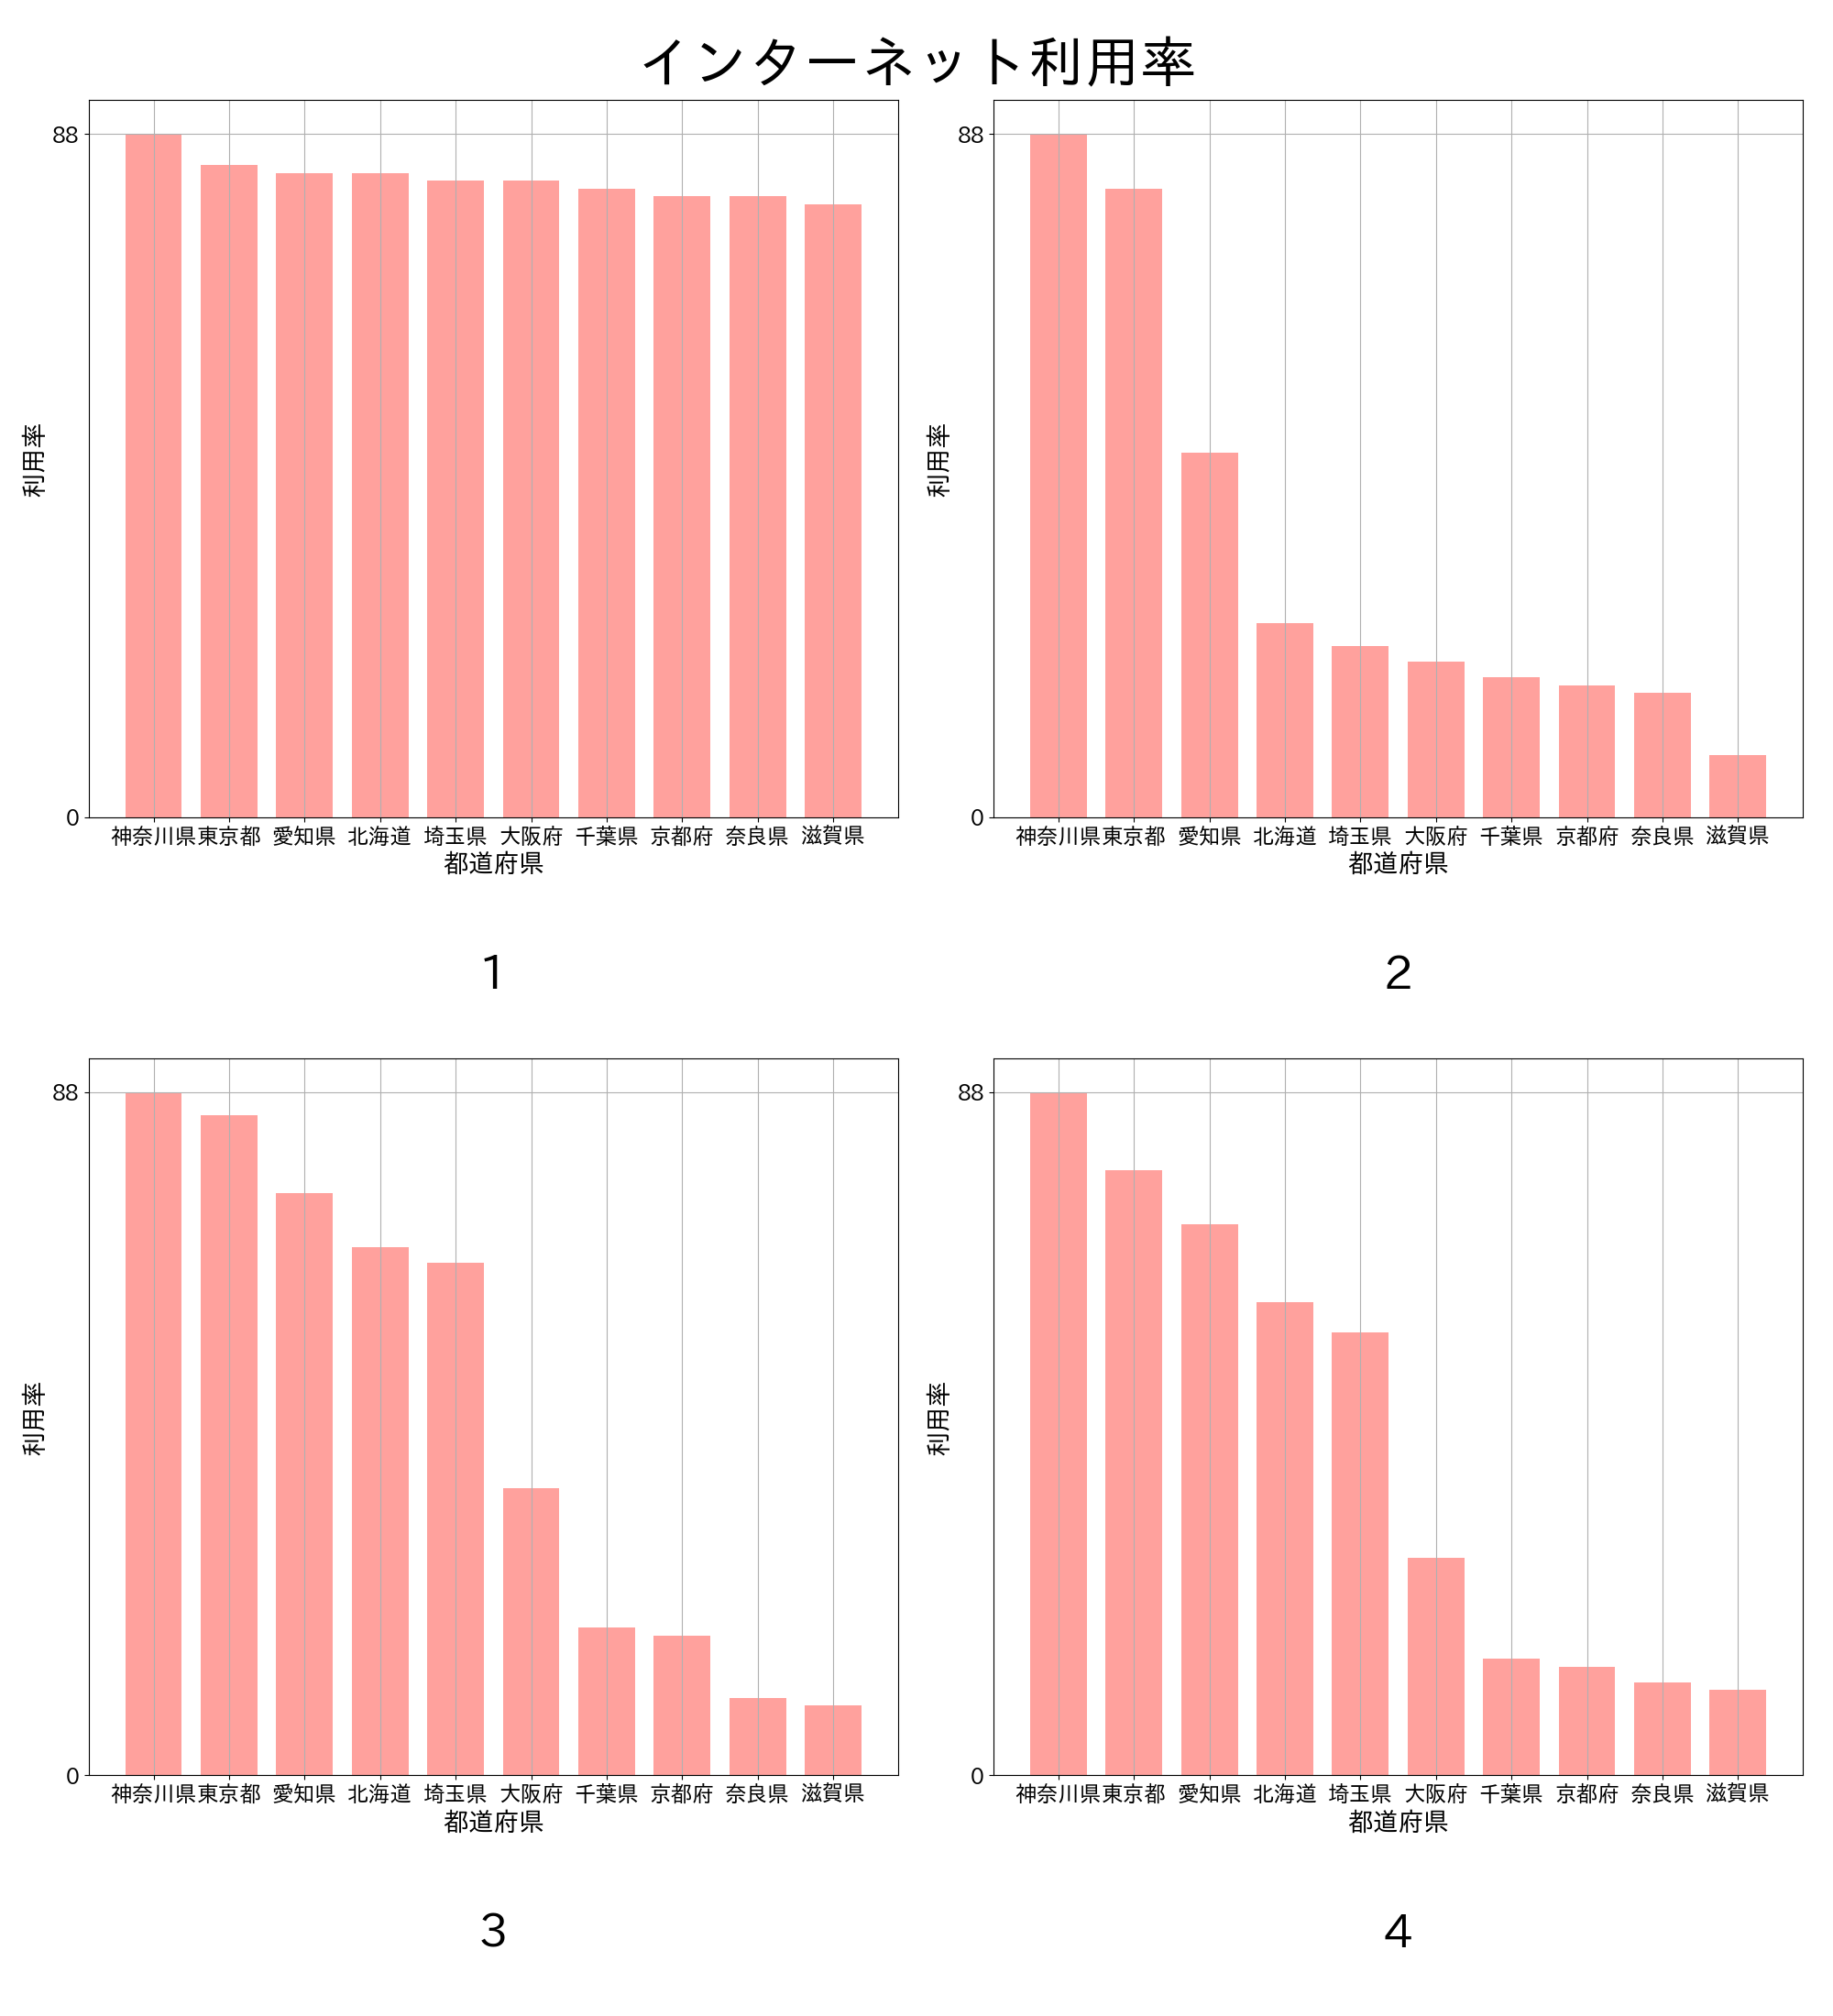 インターネット利用率
88
0
利用率
神奈川県 東京都 愛知県 北海道 埼玉県 大阪府 千葉県 京都府 奈良県 滋賀県
都道府県
1
88
0
利用率
神奈川県 東京都 愛知県 北海道 埼玉県 大阪府 千葉県 京都府 奈良県 滋賀県
都道府県
2
88
0
利用率
神奈川県 東京都 愛知県 北海道 埼玉県 大阪府 千葉県 京都府 奈良県 滋賀県
都道府県
3
88
0
利用率
神奈川県 東京都 愛知県 北海道 埼玉県 大阪府 千葉県 京都府 奈良県 滋賀県
都道府県
4